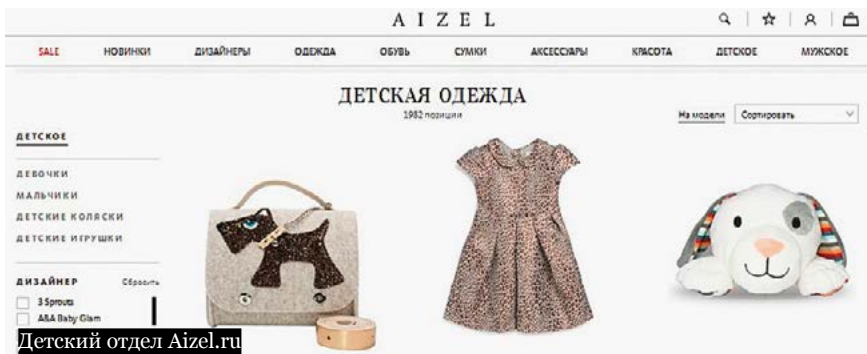 AIZEL
SALE НОВИНКИ ДИЗАЙНЕРЫ ОДЕЖДА ОБУВЬ СУМКИ АКСЕССУАРЫ КРАСОТА ДЕТСКОЕ МУЖСКОЕ
ДЕТСКАЯ ОДЕЖДА
1982 позиции
На модели Сортировать
ДЕТСКОЕ
ДЕВОЧКИ
МАЛЬЧИКИ
ДЕТСКИЕ КОЛЯСКИ
ДЕТСКИЕ ИГРУШКИ
ДИЗАЙНЕР Сбросить
3 Sprouts
A&A Baby Glam
Детский отдел Aizel.ru